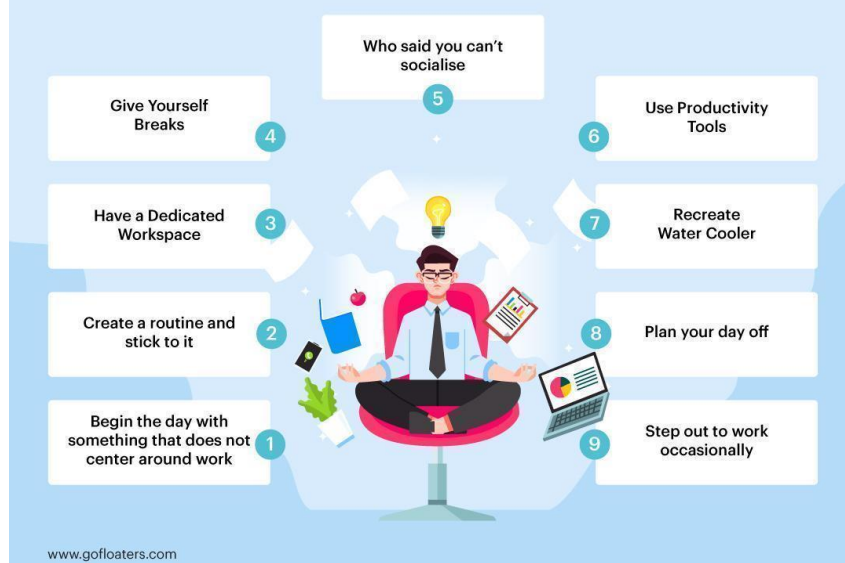 Who said you can't
socialise
5
Give Yourself
Breaks
4
Use Productivity
Tools
6
Have a Dedicated
Workspace
3
Recreate
Water Cooler
7
Create a routine and
stick to it
2
Plan your day off
8
Begin the day with
something that does not
center around work
1
Step out to work
occasionally
9
www.gofloaters.com